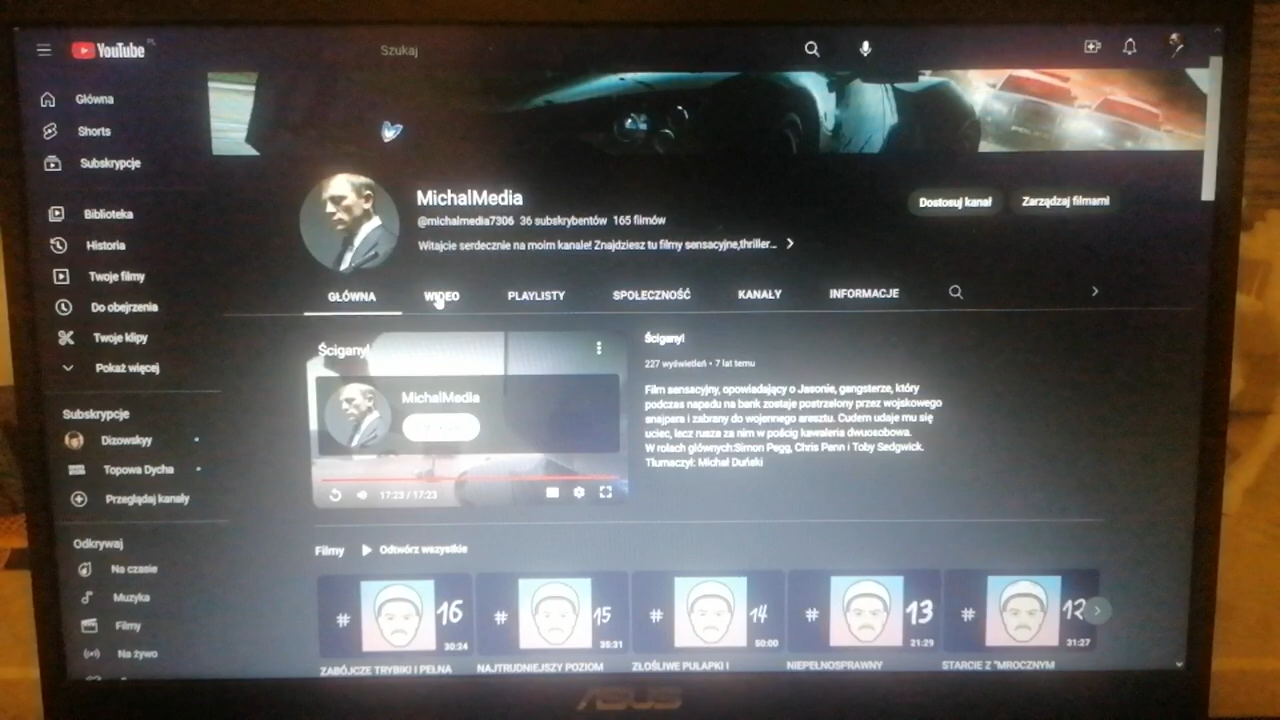 YouTube PL
Szukaj
Główna
Shorts
Subskrypcje
Biblioteka
Historia
Twoje filmy
Do obejrzenia
Twoje klipy
Pokaż więcej
Subskrypcje
Dizowskyy
Topowa Dycha
Przeglądaj kanały
Odkrywaj
Na czasie
Muzyka
Filmy
Na żywo
MichalMedia
@michalmedia7306 36 subskrybentów 165 filmów
Witajcie serdecznie na moim kanale! Znajdziesz tu filmy sensacyjne,thriller...
Dostosuj kanał
Zarządzaj filmami
GŁÓWNA WIDEO PLAYLISTY SPOŁECZNOŚĆ KANAŁY INFORMACJE
Ścigany!
MichalMedia
17:23 / 17:23
Ścigany!
227 wyświetleń • 7 lat temu
Film sensacyjny, opowiadający o Jasonie, gangsterze, który
podczas napadu na bank zostaje postrzelony przez wojskowego
snajpera i zabrany do wojennego aresztu. Cudem udaje mu się
uciec, lecz rusza za nim w pościg kawaleria dwuosobowa.
W rolach głównych:Simon Pegg, Chris Penn i Toby Sedgwick.
Tłumaczył: Michał Duński
Filmy Odtwórz wszystkie
# 16 30:24
# 15 35:31
# 14 50:00
# 13 21:29
# 12 31:27
ZABÓJCZE TRYBIKI I PEŁNA
NAJTRUDNIEJSZY POZIOM
ZŁOŚLIWE PUŁAPKI I
NIEPEŁNOSPRAWNY
STARCIE Z "MROCZNYM
ASUS